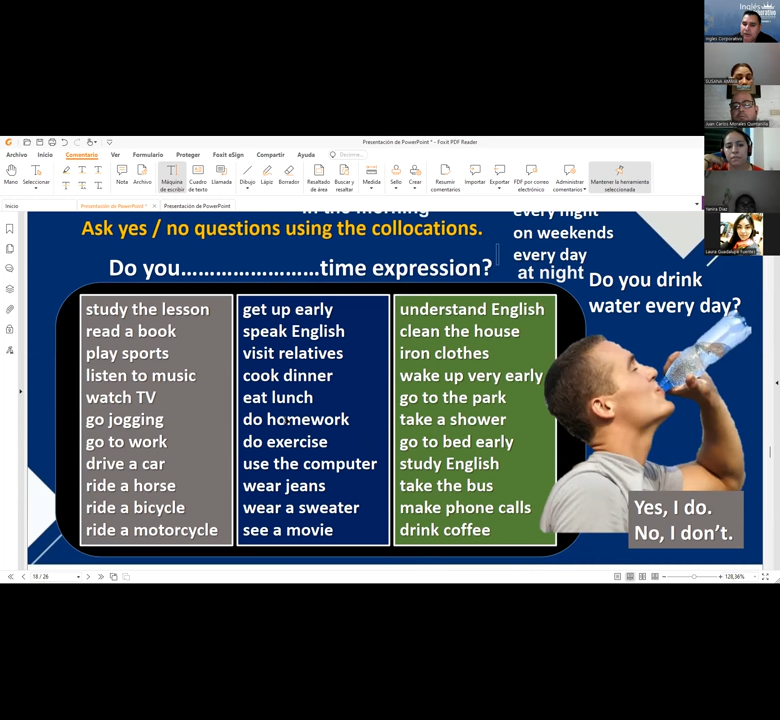 Inglés
Corporativo
Ingles Corporativo
Juan Carlos Morales Quintanilla
Yanira Diaz
Laura Guadalupe Fuentes
Presentación de PowerPoint * - Foxit PDF Reader
Archivo Inicio Comentario Ver Formulario Proteger Foxit eSign Compartir Ayuda
Mano
Seleccionar
Nota
Archivo
Máquina de escribir
Cuadro de texto
Llamada
Dibujo
Lápiz
Borrador
Resaltado de área
Buscar y resaltar
Medida
Sello
Crear
Resumir comentarios
Importar
Exportar
PDF por correo electrónico
Administrar comentarios
Mantener la herramienta seleccionada
Inicio
Presentación de PowerPoint *
Presentación de PowerPoint
in the morning
every night
on weekends
every day
at night
Ask yes / no questions using the collocations.
Do you........................time expression?
Do you drink
water every day?
study the lesson
read a book
play sports
listen to music
watch TV
go jogging
go to work
drive a car
ride a horse
ride a bicycle
ride a motorcycle
get up early
speak English
visit relatives
cook dinner
eat lunch
do homework
do exercise
use the computer
wear jeans
wear a sweater
see a movie
understand English
clean the house
iron clothes
wake up very early
go to the park
take a shower
go to bed early
study English
take the bus
make phone calls
drink coffee
Yes, I do.
No, I don't.
18 / 26
128,36%